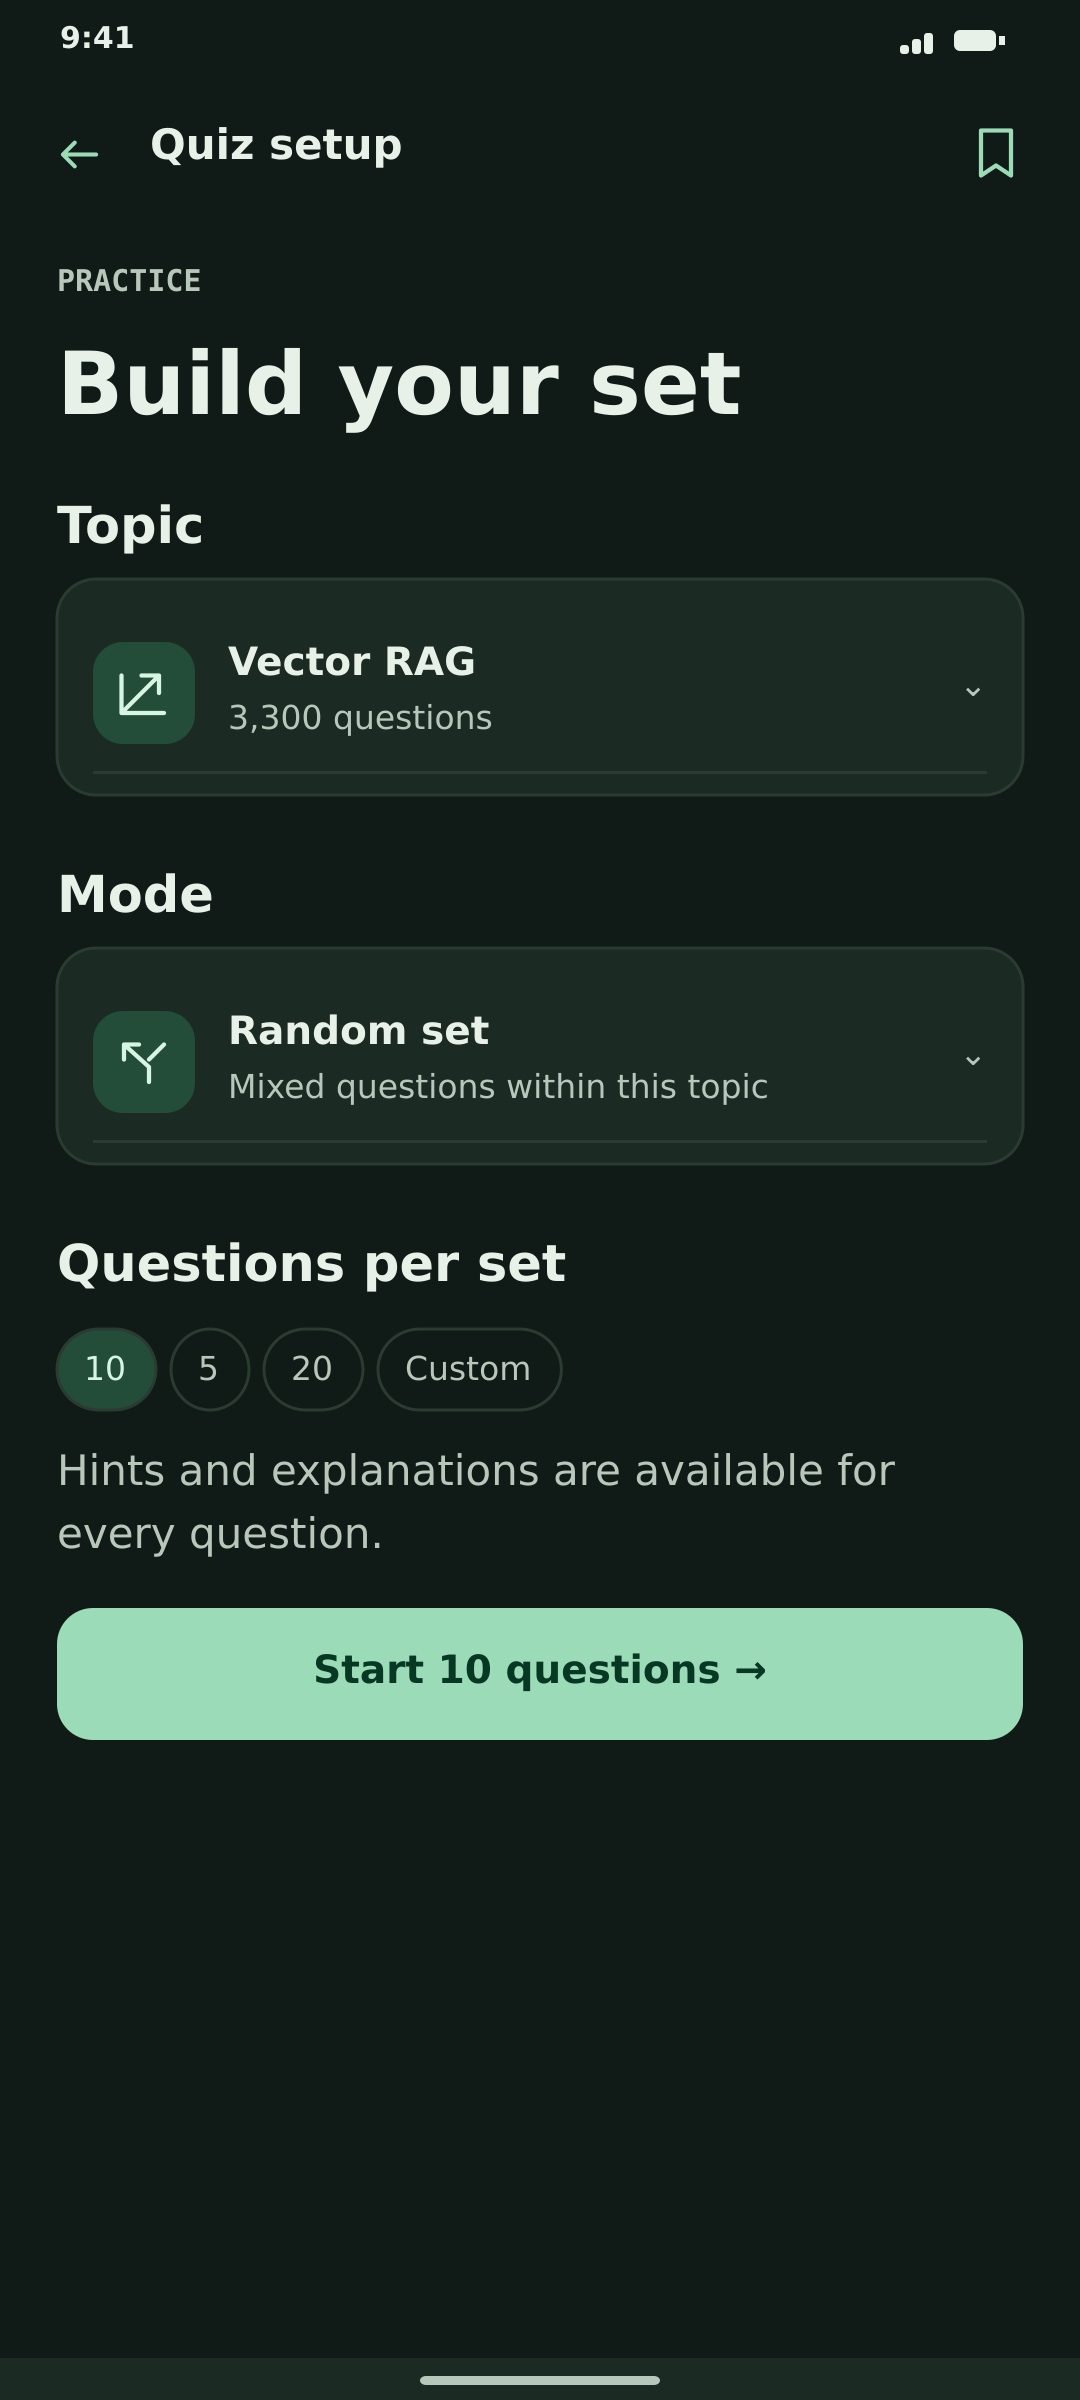 9:41
Quiz setup
PRACTICE
Build your set
Topic
Vector RAG
3,300 questions
Mode
Random set
Mixed questions within this topic
Questions per set
10 5 20 Custom
Hints and explanations are available for
every question.
Start 10 questions →